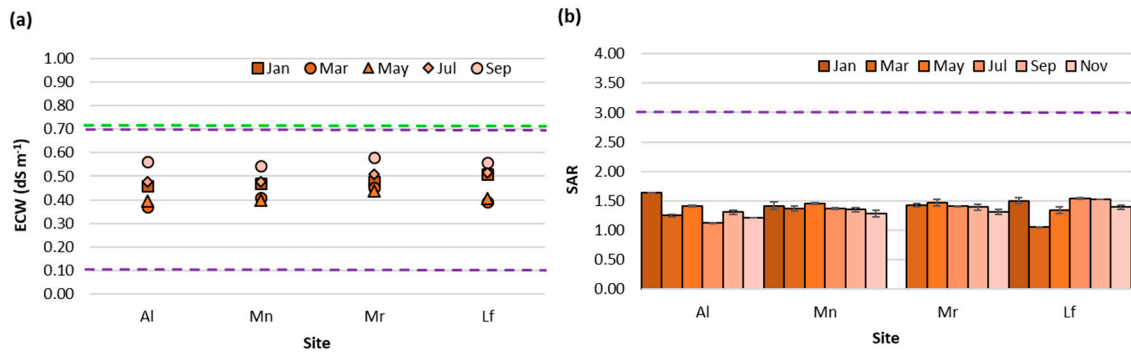 (a)
ECW (dS m⁻¹)
1.00
0.90
0.80
0.70
0.60
0.50
0.40
0.30
0.20
0.10
0.00
Jan Mar May Jul Sep
Al Mn Mr Lf
Site
(b)
SAR
4.00
3.50
3.00
2.50
2.00
1.50
1.00
0.50
0.00
Jan Mar May Jul Sep Nov
Al Mn Mr Lf
Site